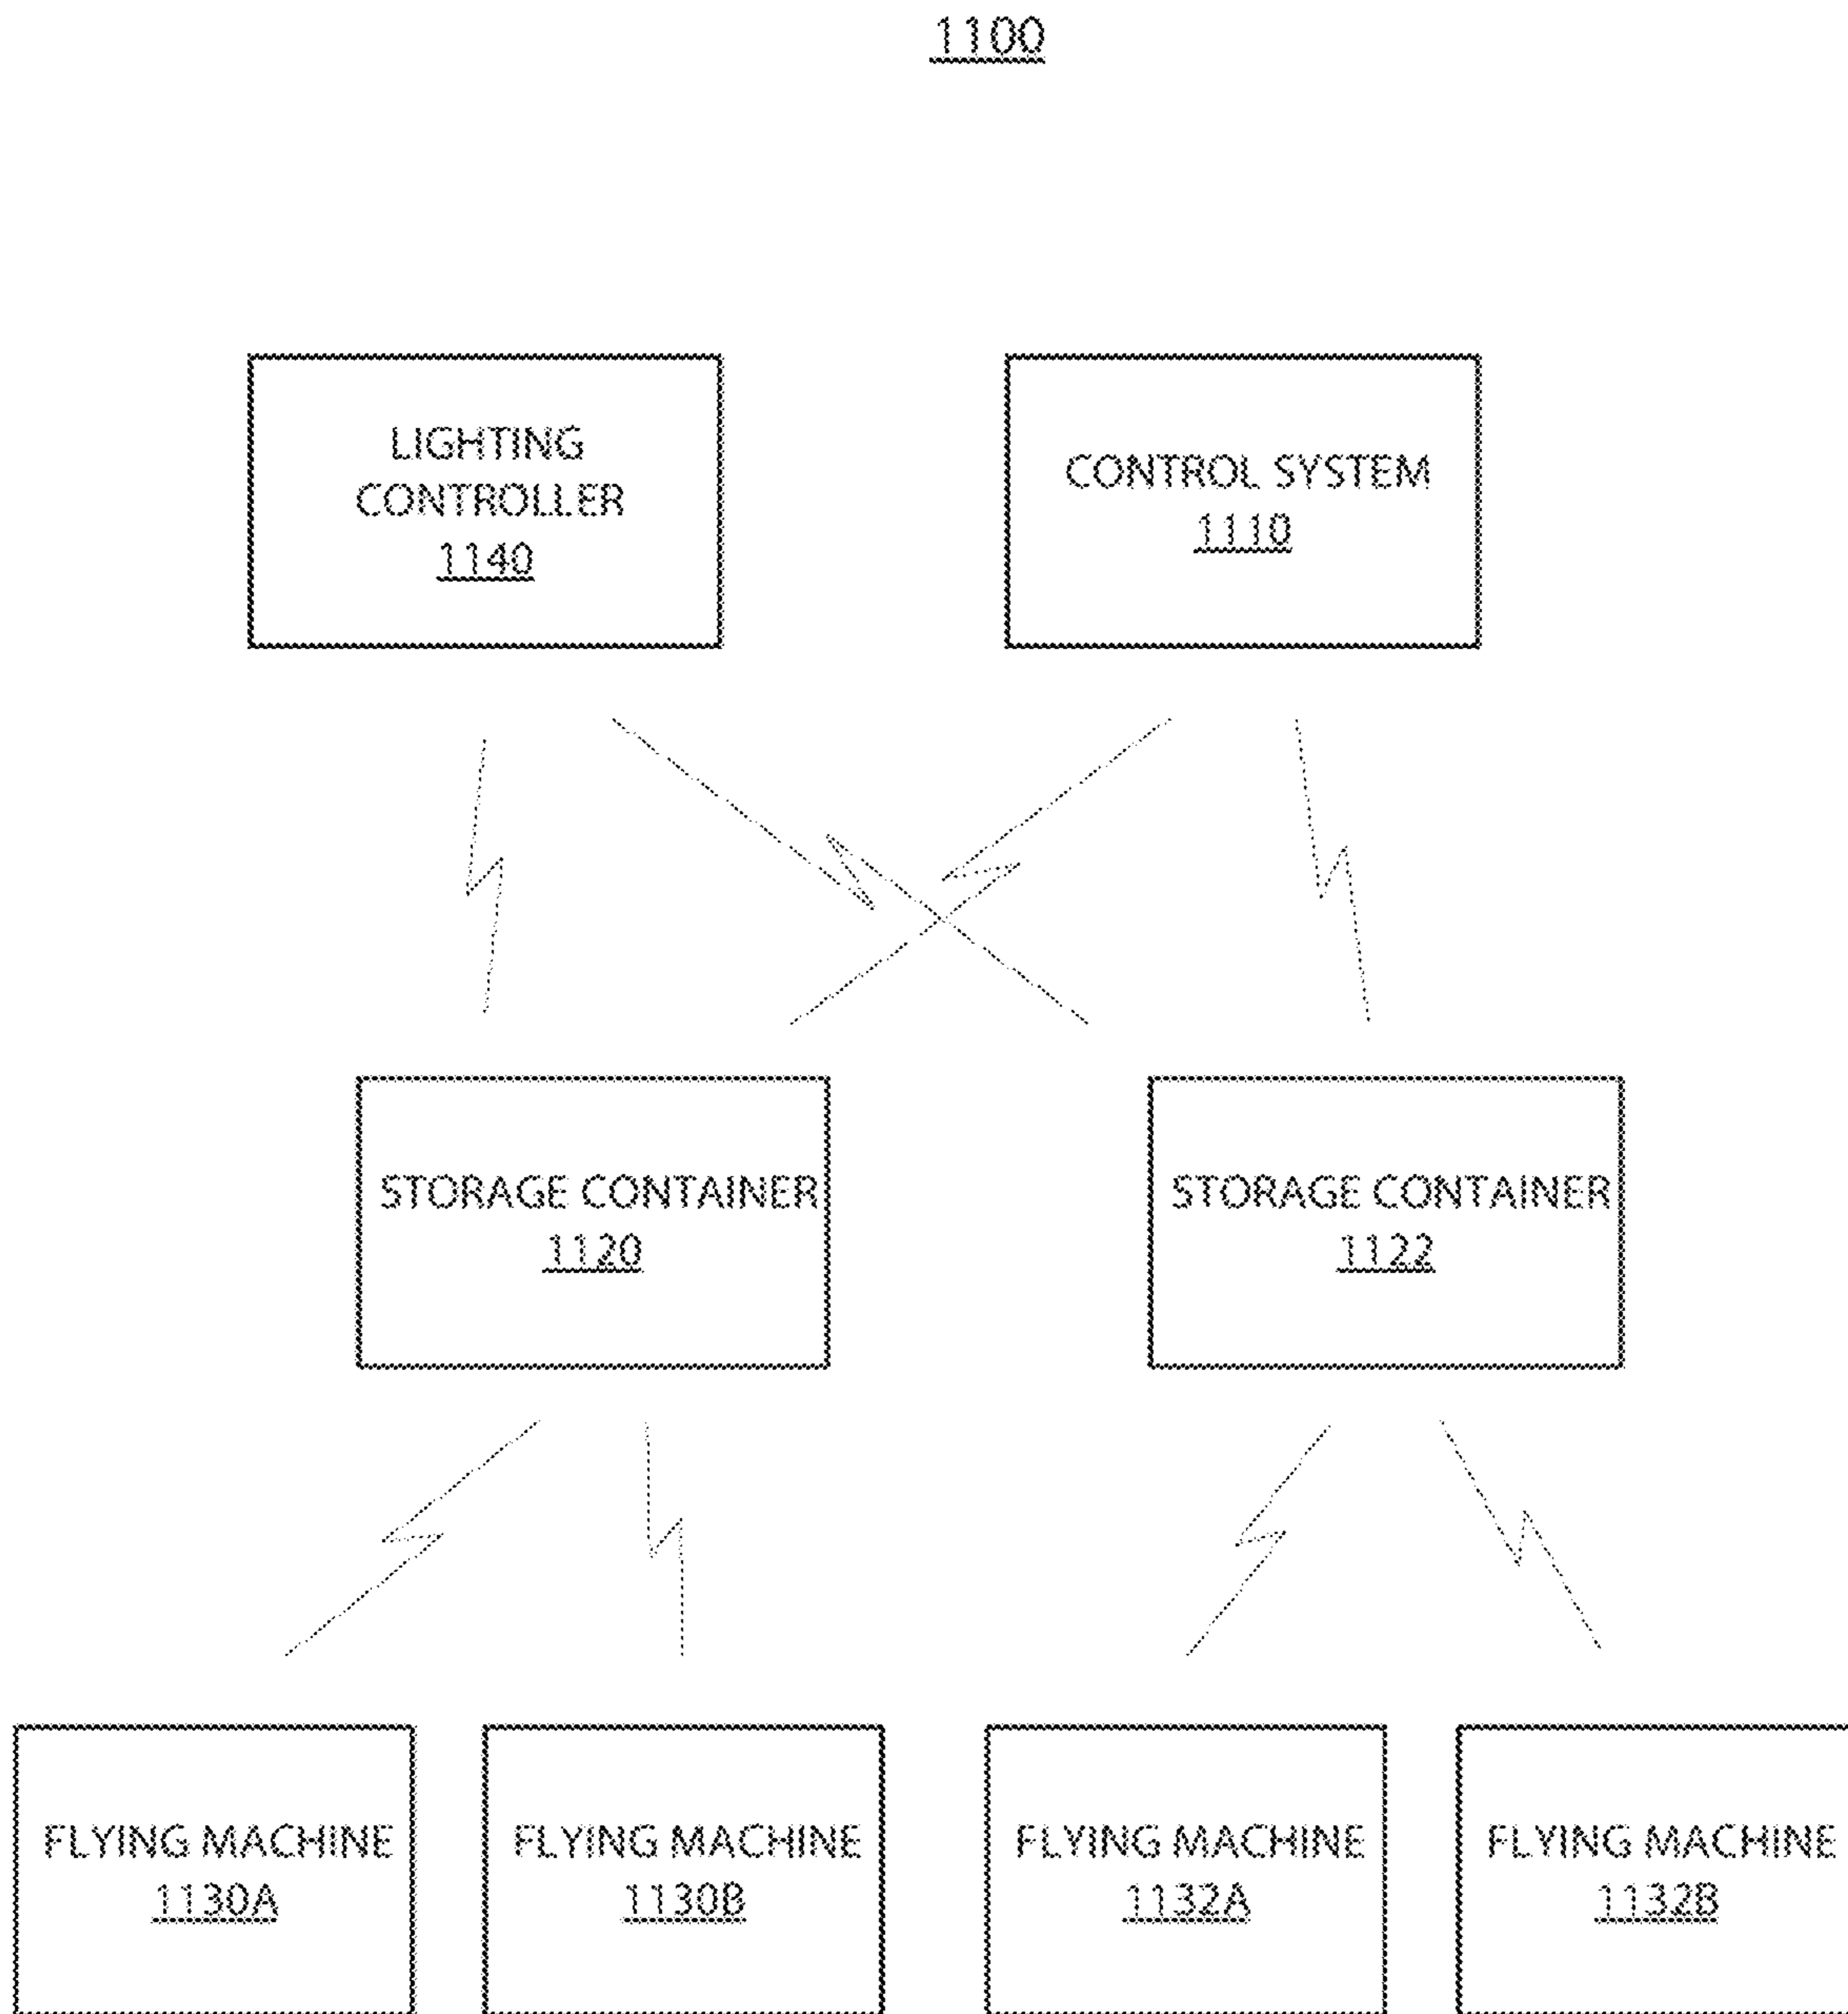 1100
LIGHTING
CONTROLLER
1140
CONTROL SYSTEM
1110
STORAGE CONTAINER
1120
STORAGE CONTAINER
1122
FLYING MACHINE
1130A
FLYING MACHINE
1130B
FLYING MACHINE
1132A
FLYING MACHINE
1132B